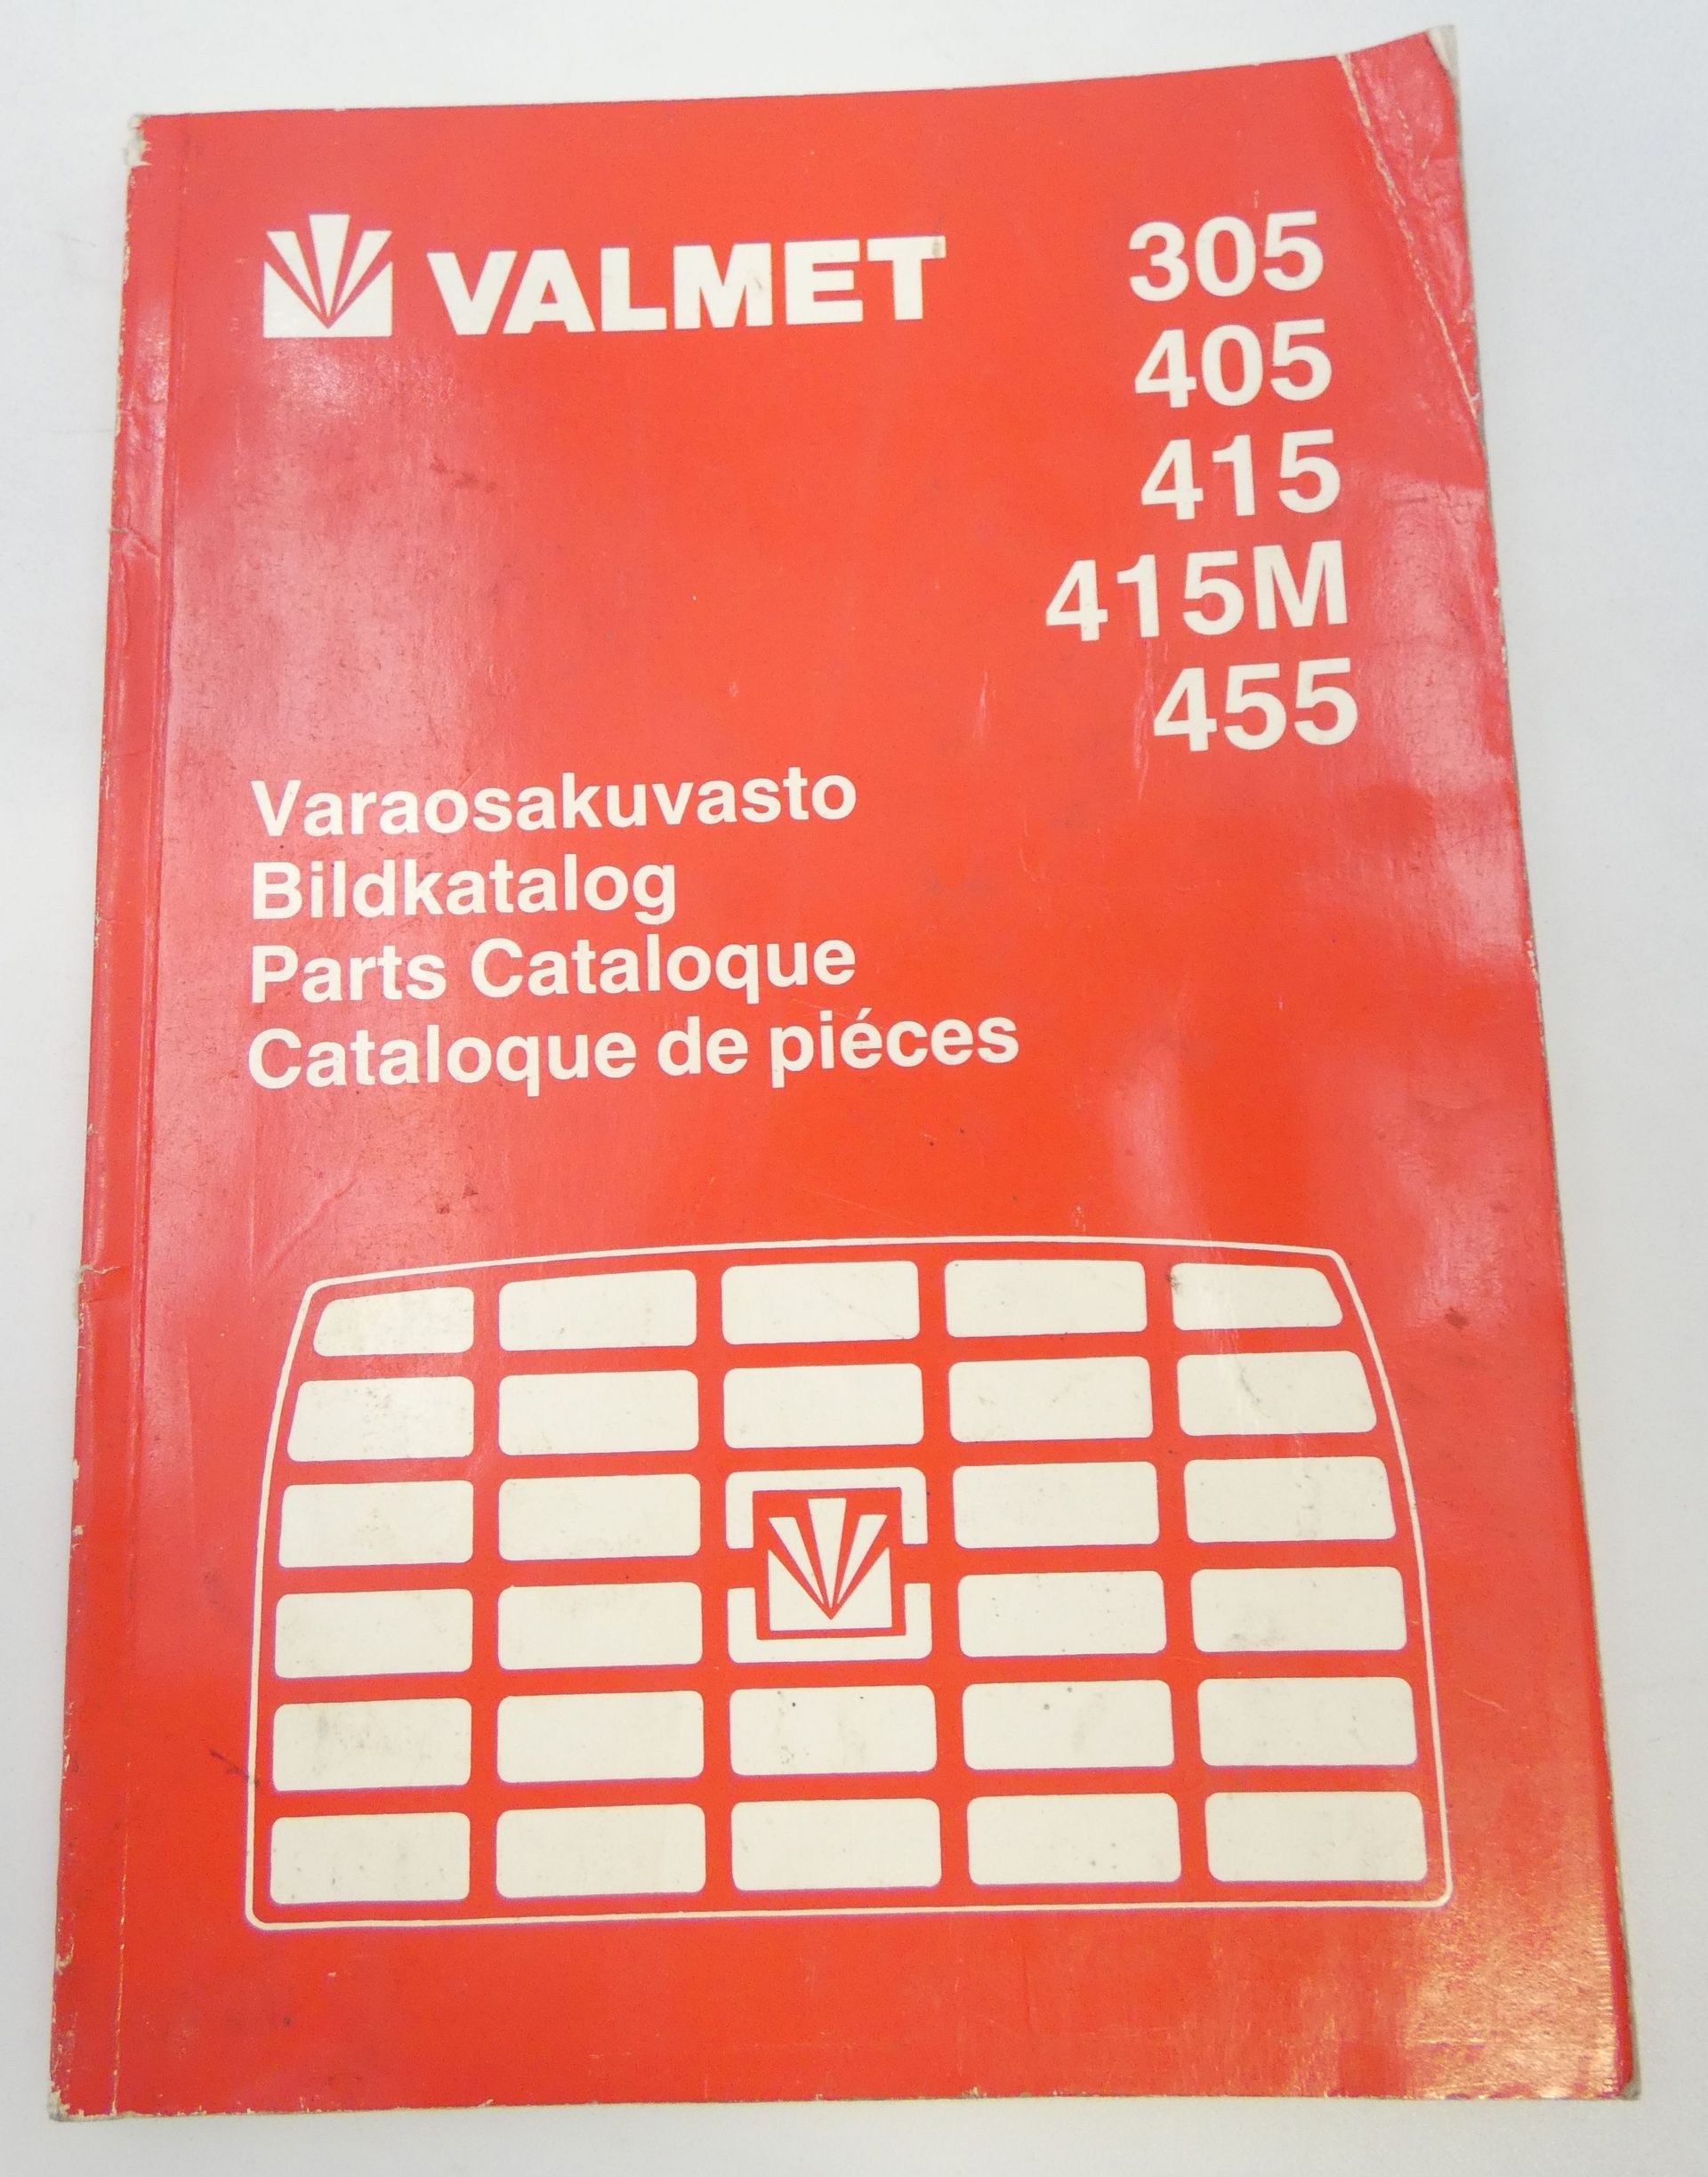 VALMET
305
405
415
415M
455
Varaosakuvasto
Bildkatalog
Parts Cataloque
Cataloque de piéces